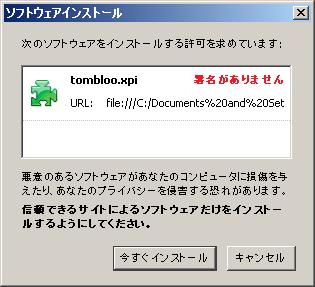 ソフトウェアインストール
次のソフトウェアをインストールする許可を求めています:
tombloo.xpi 署名がありません
URL: file:///C:/Documents%20and%20Set
悪意のあるソフトウェアがあなたのコンピュータに損傷を与
えたり、あなたのプライバシーを侵害する恐れがあります。
信頼できるサイトによるソフトウェアだけをインストー
ルするようにしてください。
今すぐインストール キャンセル